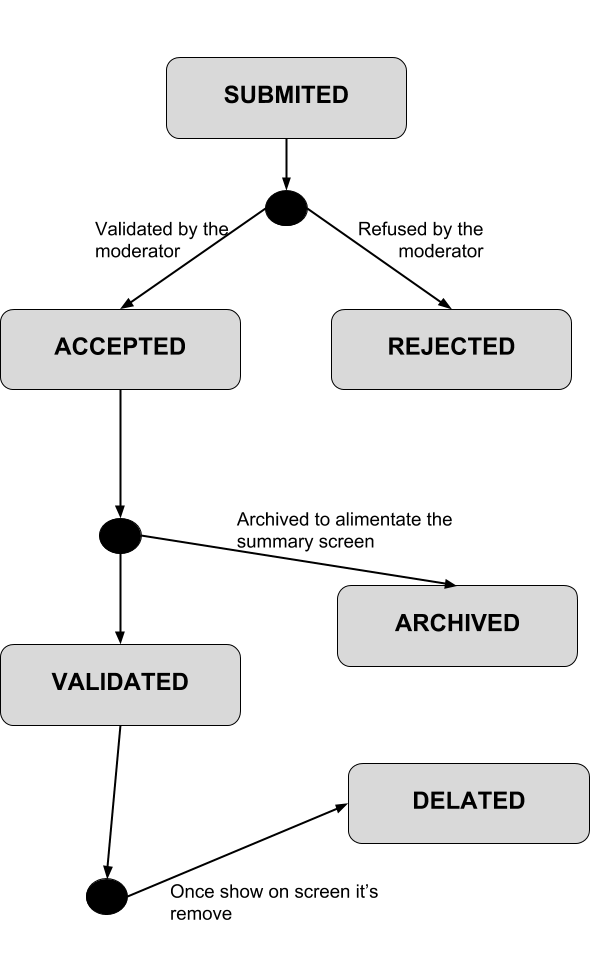 SUBMITED
Validated by the
moderator
Refused by the
moderator
ACCEPTED
REJECTED
Archived to alimentate the
summary screen
ARCHIVED
VALIDATED
DELATED
Once show on screen it's
remove